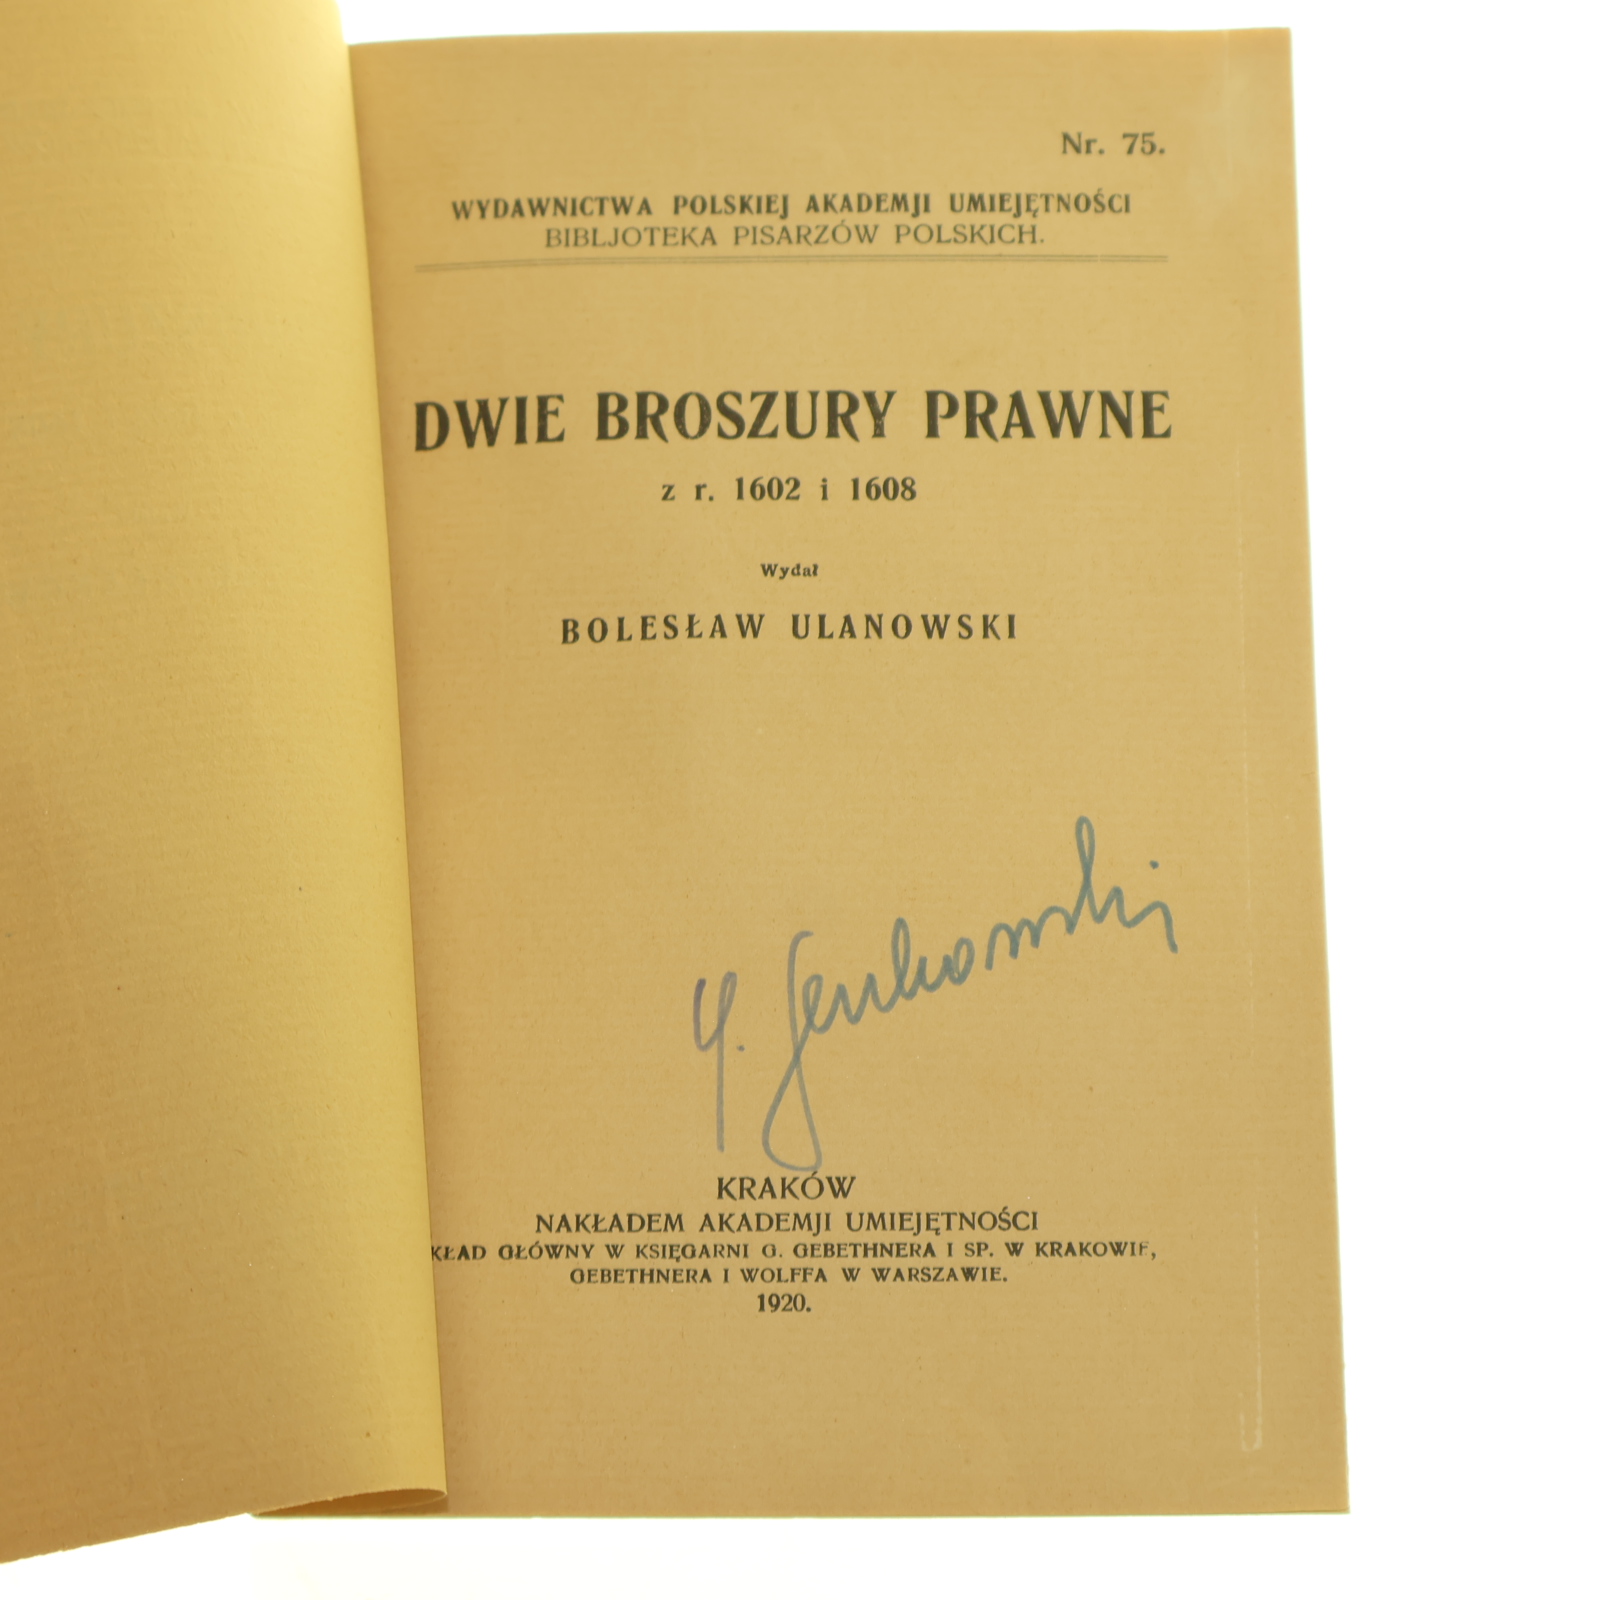 Nr. 75.
WYDAWNICTWA POLSKIEJ AKADEMJI UMIEJĘTNOŚCI
BIBLJOTEKA PISARZÓW POLSKICH.
DWIE BROSZURY PRAWNE
z r. 1602 i 1608
Wydał
BOLESŁAW ULANOWSKI
KRAKÓW
NAKŁADEM AKADEMJI UMIEJĘTNOŚCI
KŁAD GŁÓWNY W KSIĘGARNI G. GEBETHNERA I SP. W KRAKOWIE,
GEBETHNERA I WOLFFA W WARSZAWIE.
1920.